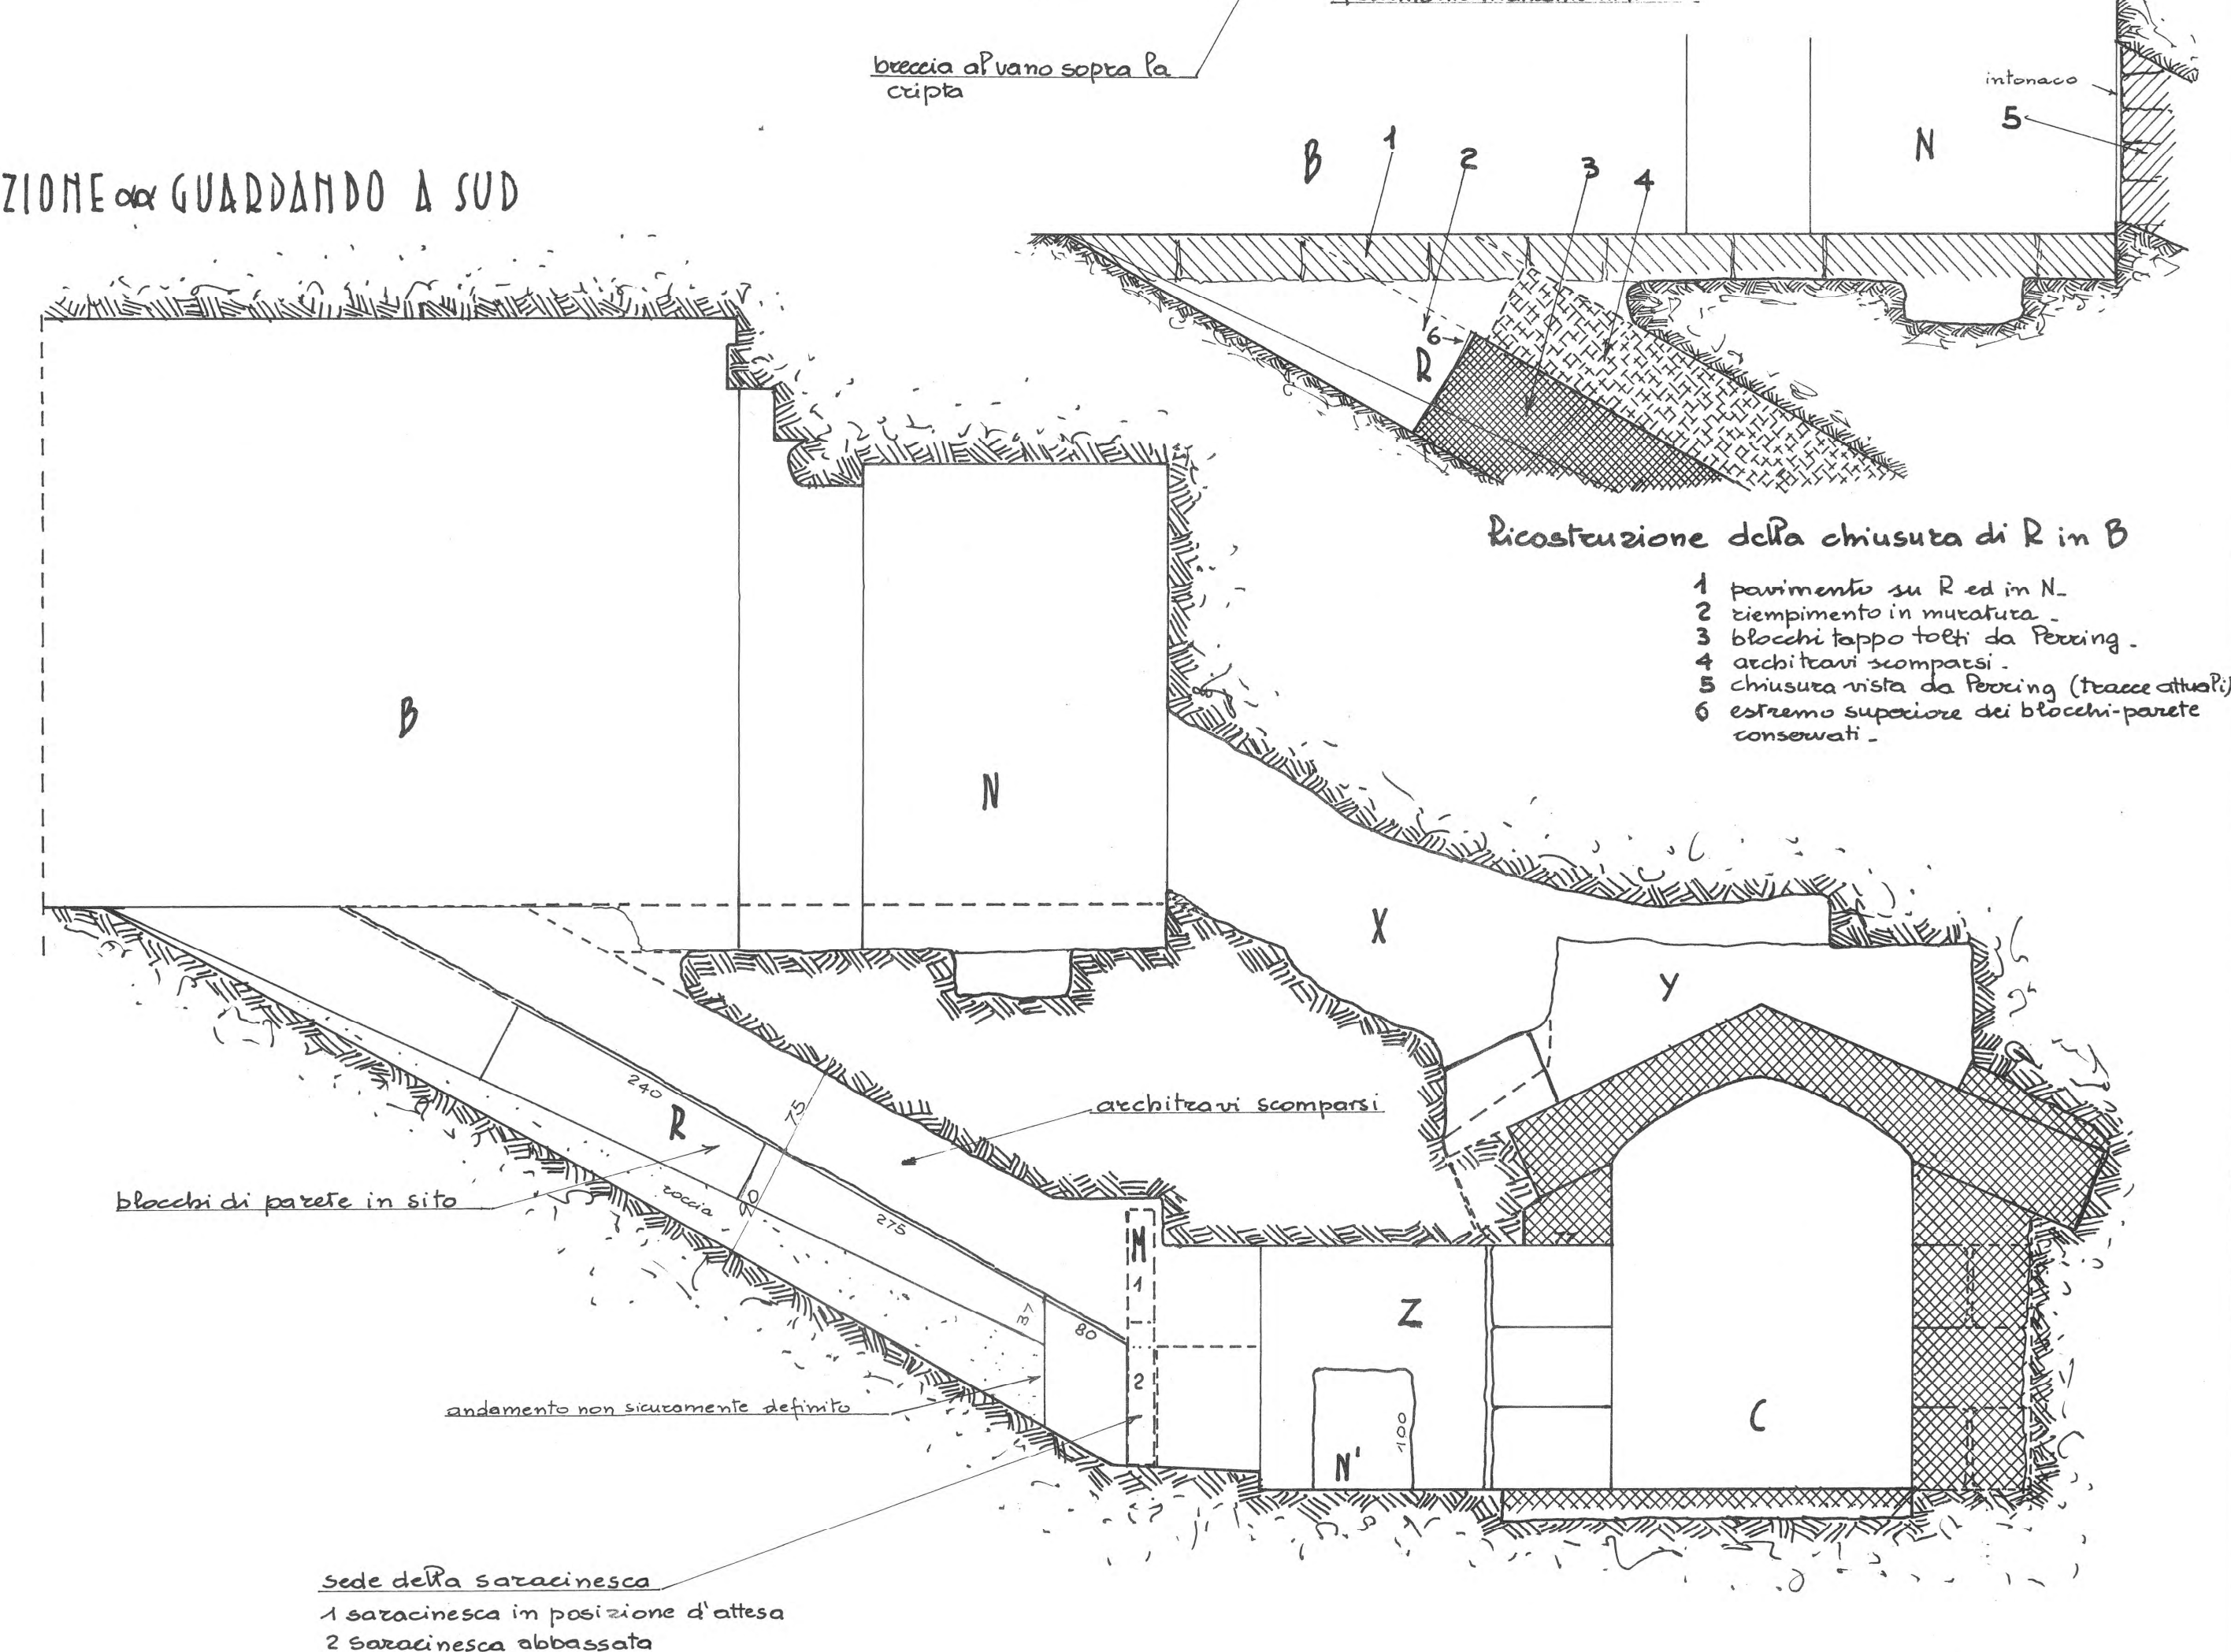 breccia al vano sopra la
cripta
ZIONE αα GUARDANDO A SUD
intonaco
5
B
1
2
3
4
N
6
R
Ricostruzione della chiusura di R in B
1 pavimento su R ed in N-
2 riempimento in muratura-
3 blocchi tappo tolti da Perring-
4 architravi scomparsi-
5 chiusura vista da Perring (tracce attuali)
6 estremo superiore dei blocchi-parete
conservati-
B
N
X
Y
240
75
R
architravi scomparsi
blocchi di parete in sito
roccia
275
M
1
37
80
2
Z
andamento non sicuramente definito
100
N'
C
sede della saracinesca
1 saracinesca in posizione d'attesa
2 saracinesca abbassata